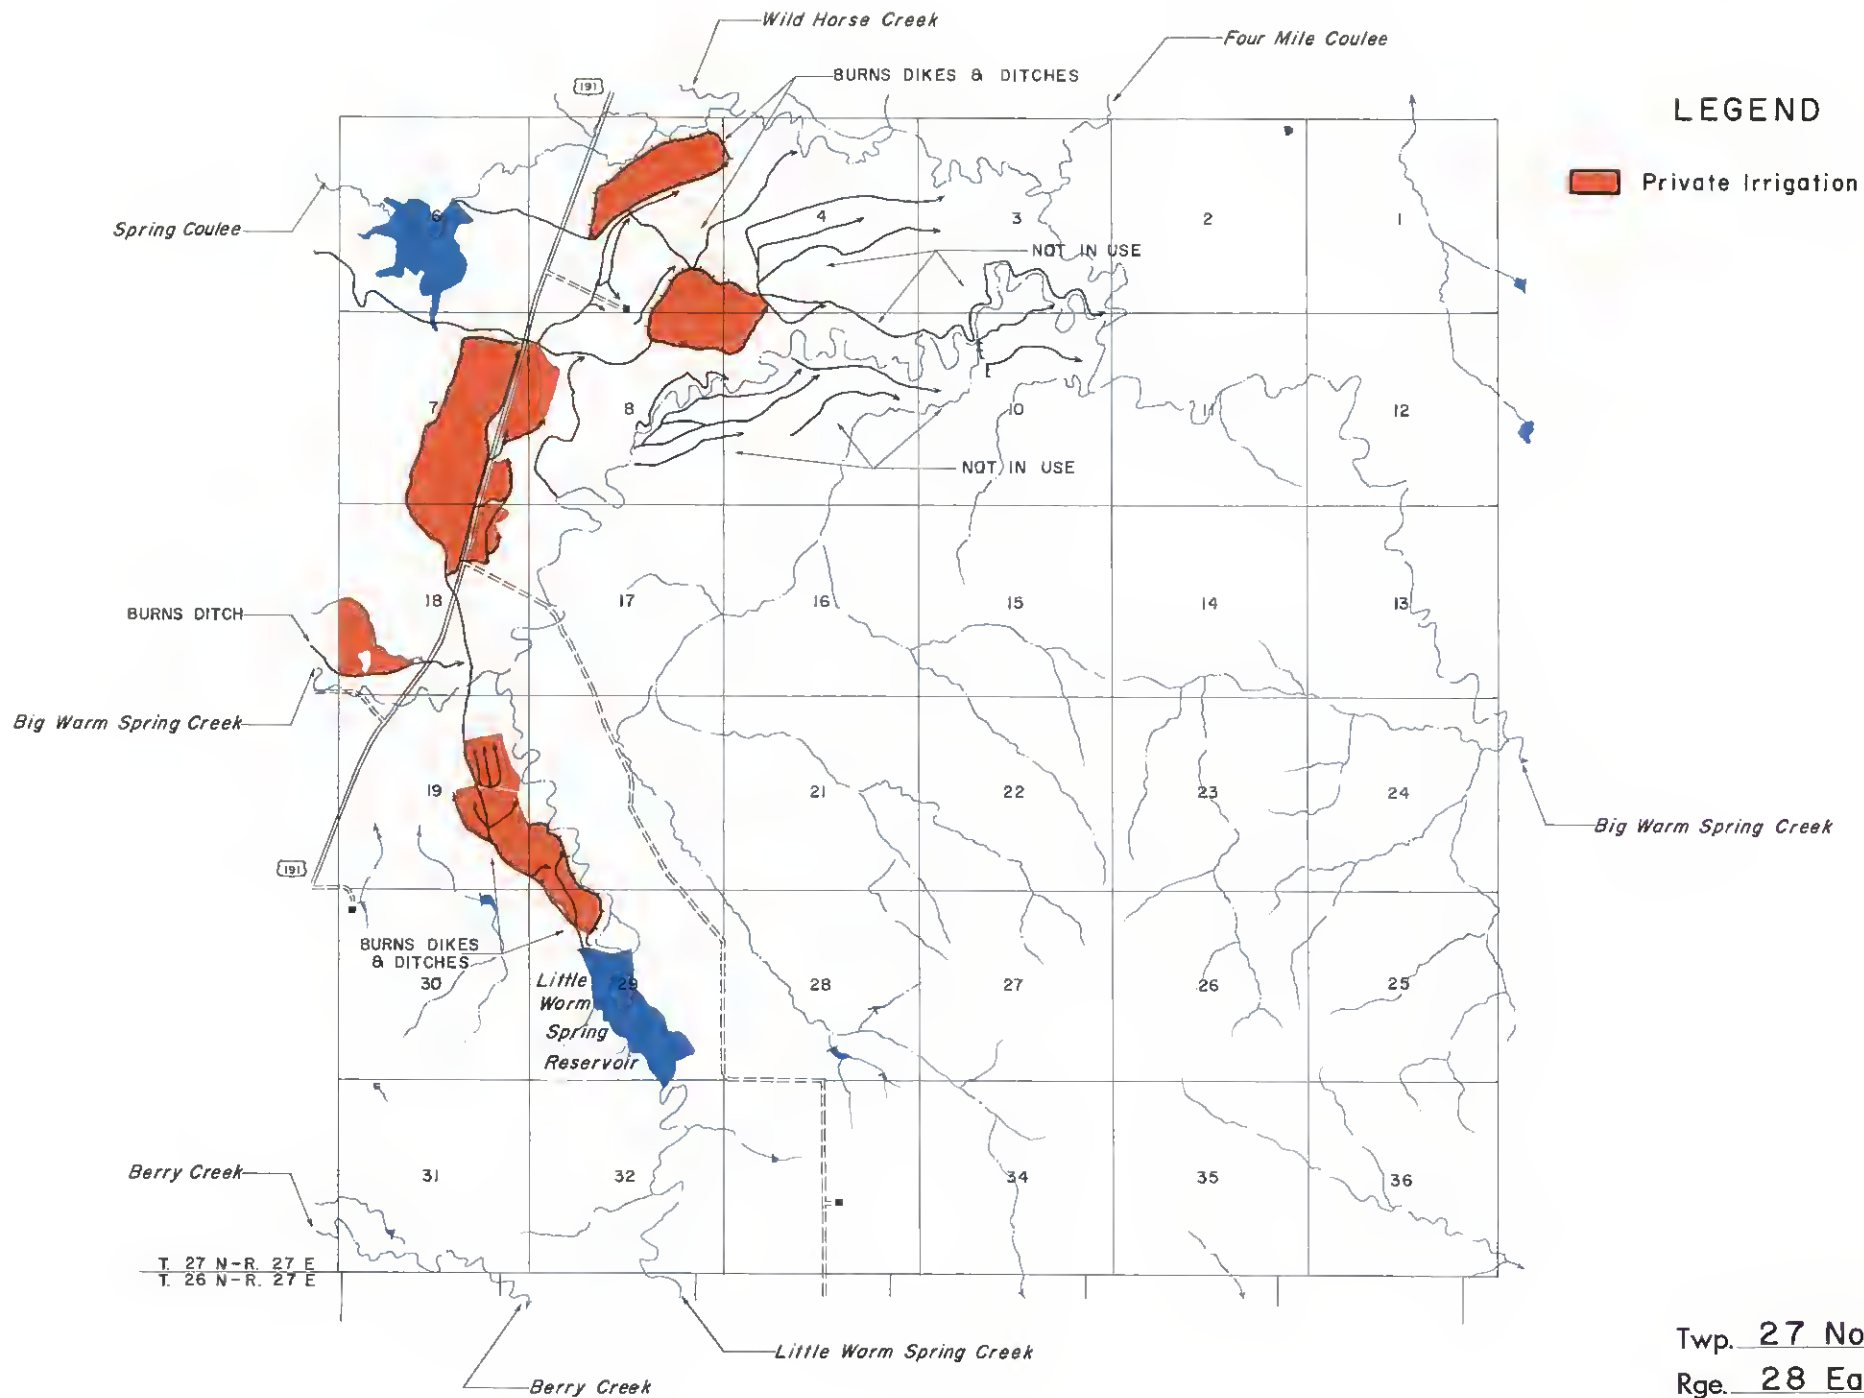 Wild Horse Creek
Four Mile Coulee
BURNS DIKES & DITCHES
191
LEGEND
Private Irrigation
Spring Coulee
6
4
3
2
1
NOT IN USE
7
8
10
11
12
NOT IN USE
BURNS DITCH
18
17
16
15
14
13
Big Warm Spring Creek
19
21
22
23
24
Big Warm Spring Creek
191
BURNS DIKES
& DITCHES
30
Little
Warm
Spring
Reservoir
29
28
27
26
25
Berry Creek
31
32
34
35
36
T. 27 N-R. 27 E
T. 26 N-R. 27 E
Little Warm Spring Creek
Berry Creek
Twp. 27 No
Rge. 28 Ea